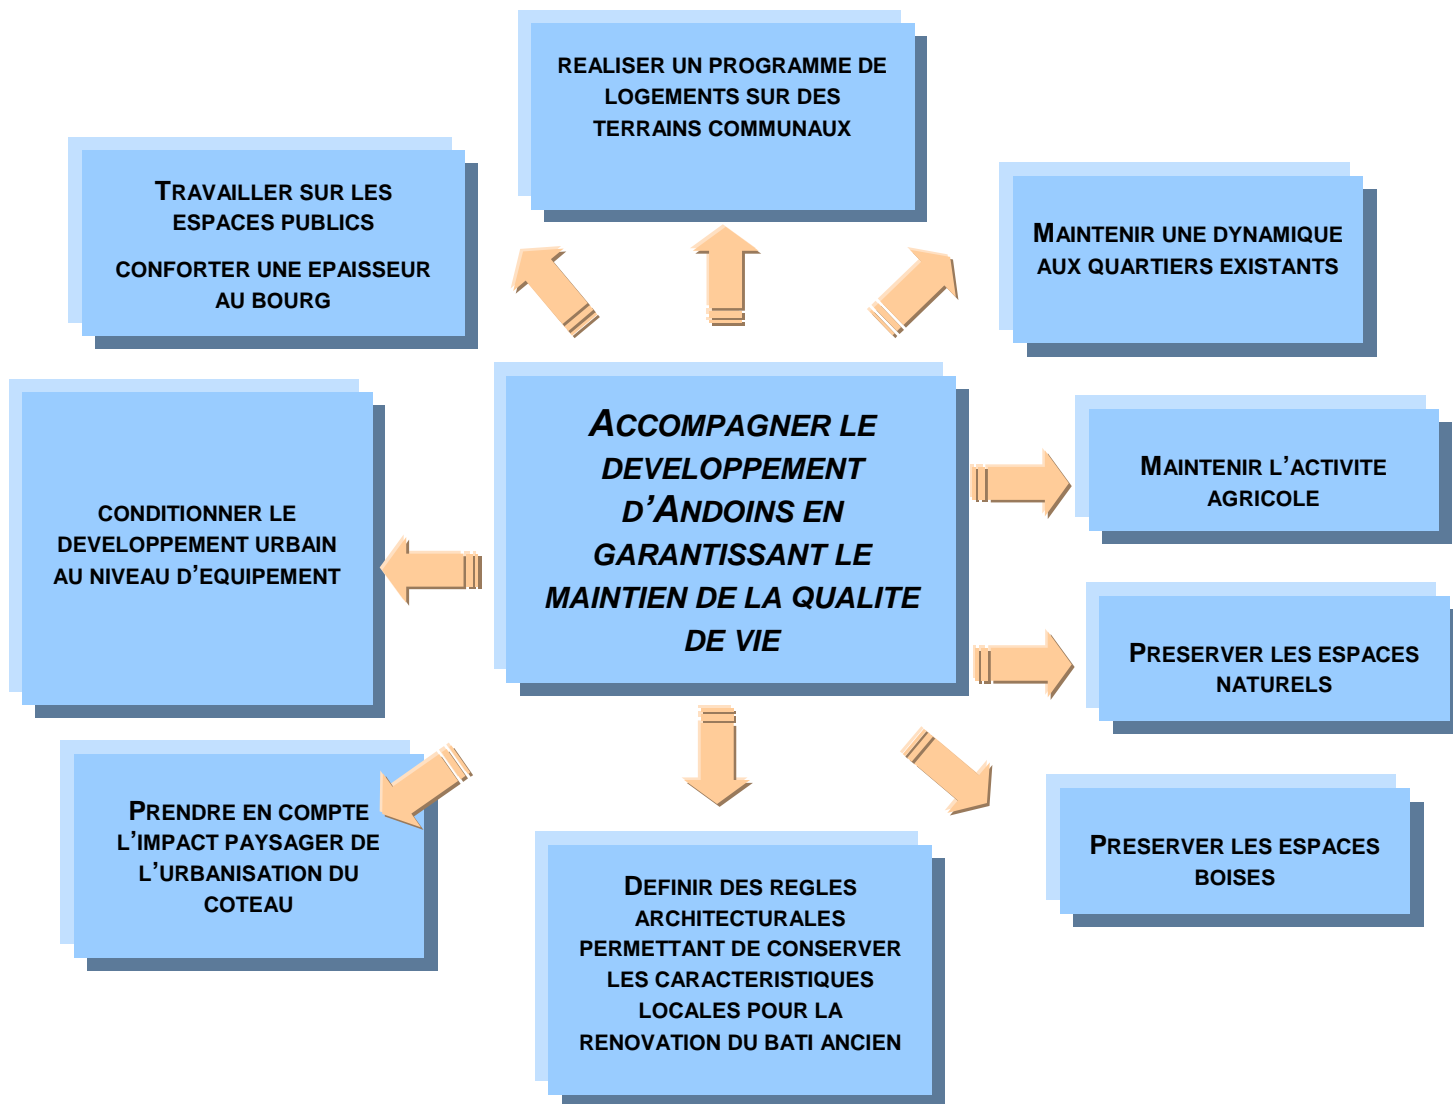 REALISER UN PROGRAMME DE
LOGEMENTS SUR DES
TERRAINS COMMUNAUX
TRAVAILLER SUR LES
ESPACES PUBLICS
CONFORTER UNE EPAISSEUR
AU BOURG
MAINTENIR UNE DYNAMIQUE
AUX QUARTIERS EXISTANTS
ACCOMPAGNER LE
DEVELOPPEMENT
D’ANDOINS EN
GARANTISSANT LE
MAINTIEN DE LA QUALITE
DE VIE
MAINTENIR L’ACTIVITE
AGRICOLE
CONDITIONNER LE
DEVELOPPEMENT URBAIN
AU NIVEAU D’EQUIPEMENT
PRESERVER LES ESPACES
NATURELS
PRENDRE EN COMPTE
L’IMPACT PAYSAGER DE
L’URBANISATION DU
COTEAU
PRESERVER LES ESPACES
BOISES
DEFINIR DES REGLES
ARCHITECTURALES
PERMETTANT DE CONSERVER
LES CARACTERISTIQUES
LOCALES POUR LA
RENOVATION DU BATI ANCIEN